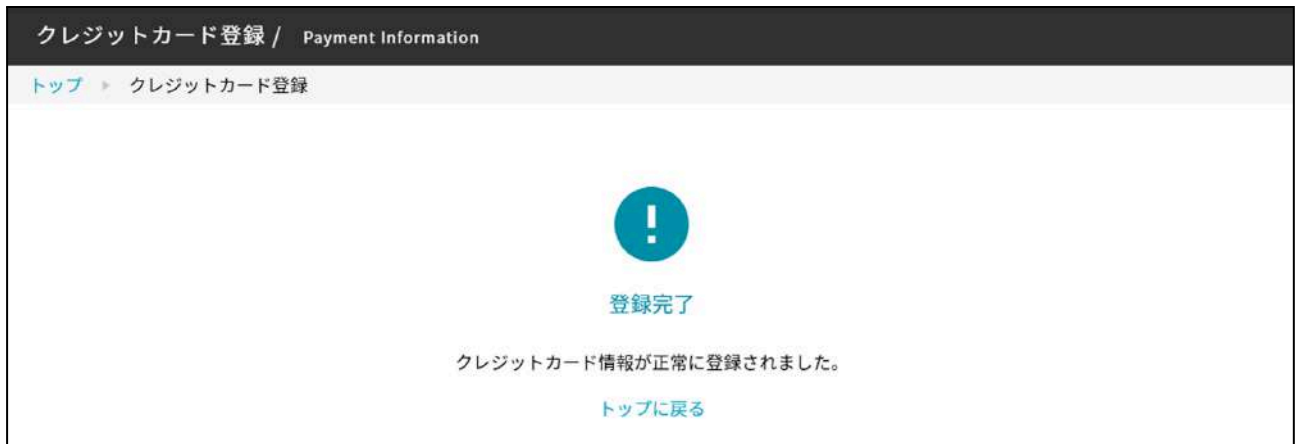 クレジットカード登録 / Payment Information
トップ ▶ クレジットカード登録
!
登録完了
クレジットカード情報が正常に登録されました。
トップに戻る